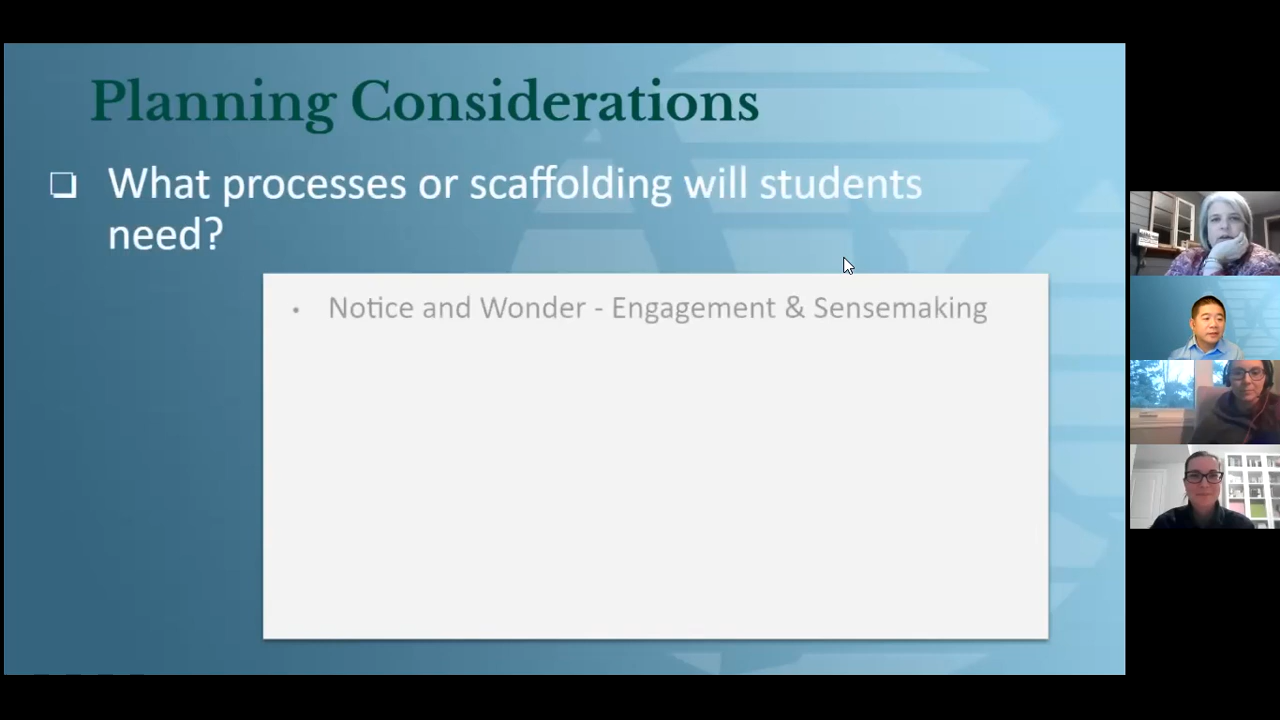 Planning Considerations
❑ What processes or scaffolding will students
need?
• Notice and Wonder - Engagement & Sensemaking